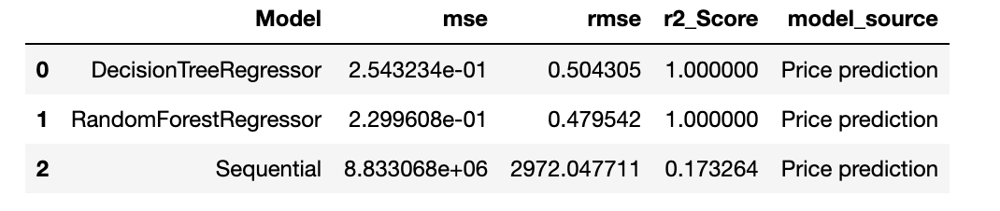 Model mse rmse r2_Score model_source
0 DecisionTreeRegressor 2.543234e-01 0.504305 1.000000 Price prediction
1 RandomForestRegressor 2.299608e-01 0.479542 1.000000 Price prediction
2 Sequential 8.833068e+06 2972.047711 0.173264 Price prediction